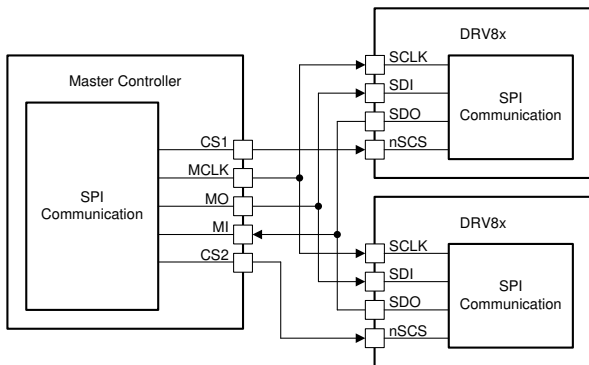 Master Controller
SPI
Communication
CS1
MCLK
MO
MI
CS2
DRV8x
SCLK
SDI
SDO
nSCS
SPI
Communication
DRV8x
SCLK
SDI
SDO
nSCS
SPI
Communication